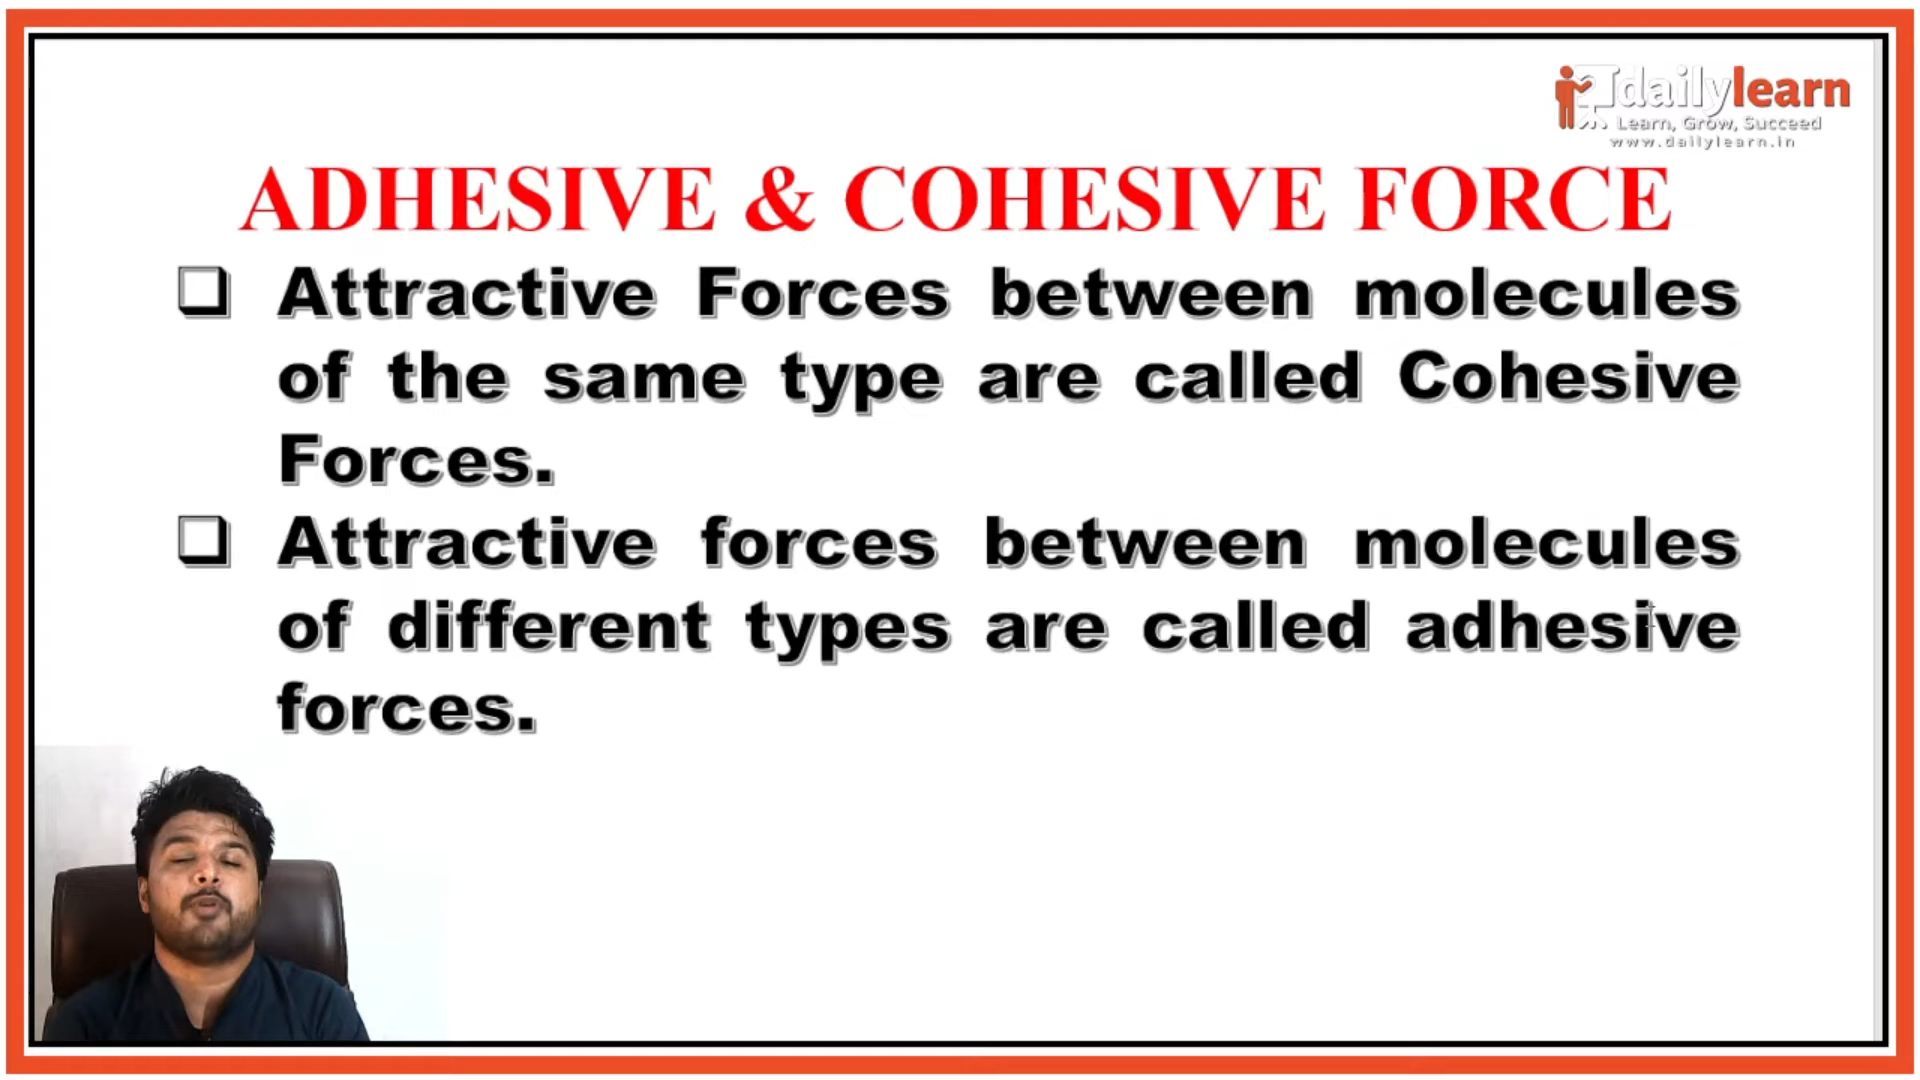 dailylearn
Learn, Grow, Succeed
www.dailylearn.in
ADHESIVE & COHESIVE FORCE
❑ Attractive Forces between molecules
of the same type are called Cohesive
Forces.
❑ Attractive forces between molecules
of different types are called adhesive
forces.